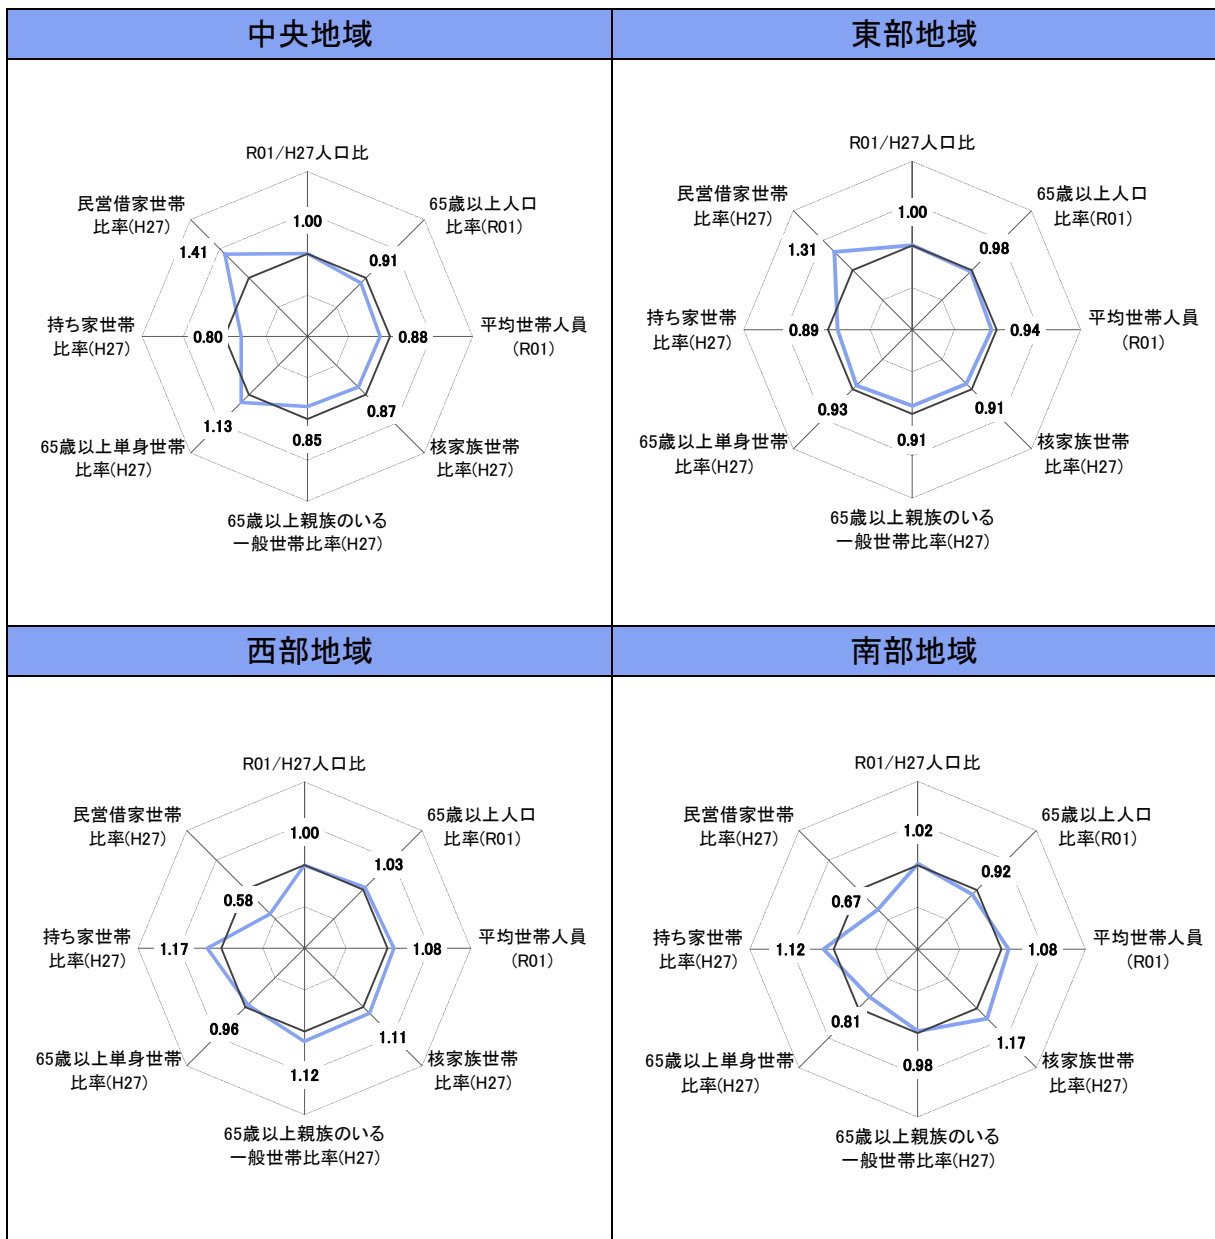 中央地域
R01/H27人口比
民営借家世帯
比率(H27)
65歳以上人口
比率(R01)
1.00
1.41
0.91
持ち家世帯
比率(H27)
0.80
0.88
平均世帯人員
(R01)
1.13
0.87
0.85
65歳以上単身世帯
比率(H27)
核家族世帯
比率(H27)
65歳以上親族のいる
一般世帯比率(H27)
東部地域
R01/H27人口比
民営借家世帯
比率(H27)
65歳以上人口
比率(R01)
1.00
1.31
0.98
持ち家世帯
比率(H27)
0.89
0.94
平均世帯人員
(R01)
0.93
0.91
0.91
65歳以上単身世帯
比率(H27)
核家族世帯
比率(H27)
65歳以上親族のいる
一般世帯比率(H27)
西部地域
R01/H27人口比
民営借家世帯
比率(H27)
65歳以上人口
比率(R01)
1.00
1.03
0.58
持ち家世帯
比率(H27)
1.17
1.08
平均世帯人員
(R01)
0.96
1.11
1.12
65歳以上単身世帯
比率(H27)
核家族世帯
比率(H27)
65歳以上親族のいる
一般世帯比率(H27)
南部地域
R01/H27人口比
民営借家世帯
比率(H27)
65歳以上人口
比率(R01)
1.02
0.92
0.67
持ち家世帯
比率(H27)
1.12
1.08
平均世帯人員
(R01)
0.81
1.17
0.98
65歳以上単身世帯
比率(H27)
核家族世帯
比率(H27)
65歳以上親族のいる
一般世帯比率(H27)